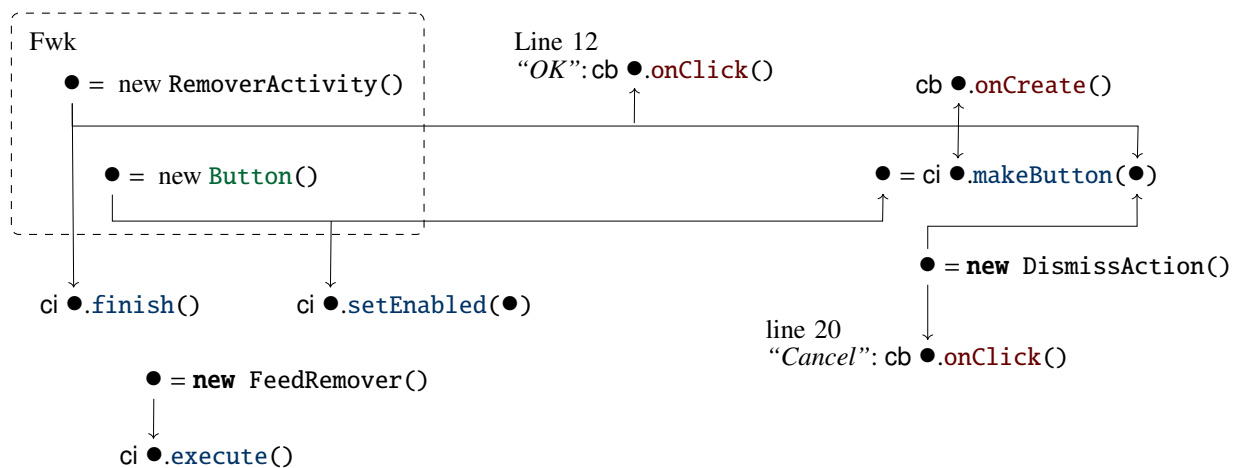 Fwk
● = new RemoverActivity()
Line 12
“OK”: cb ●.onClick()
cb ●.onCreate()
● = new Button()
● = ci ●.makeButton(●)
● = new DismissAction()
ci ●.finish()
ci ●.setEnabled(●)
line 20
“Cancel”: cb ●.onClick()
● = new FeedRemover()
ci ●.execute()